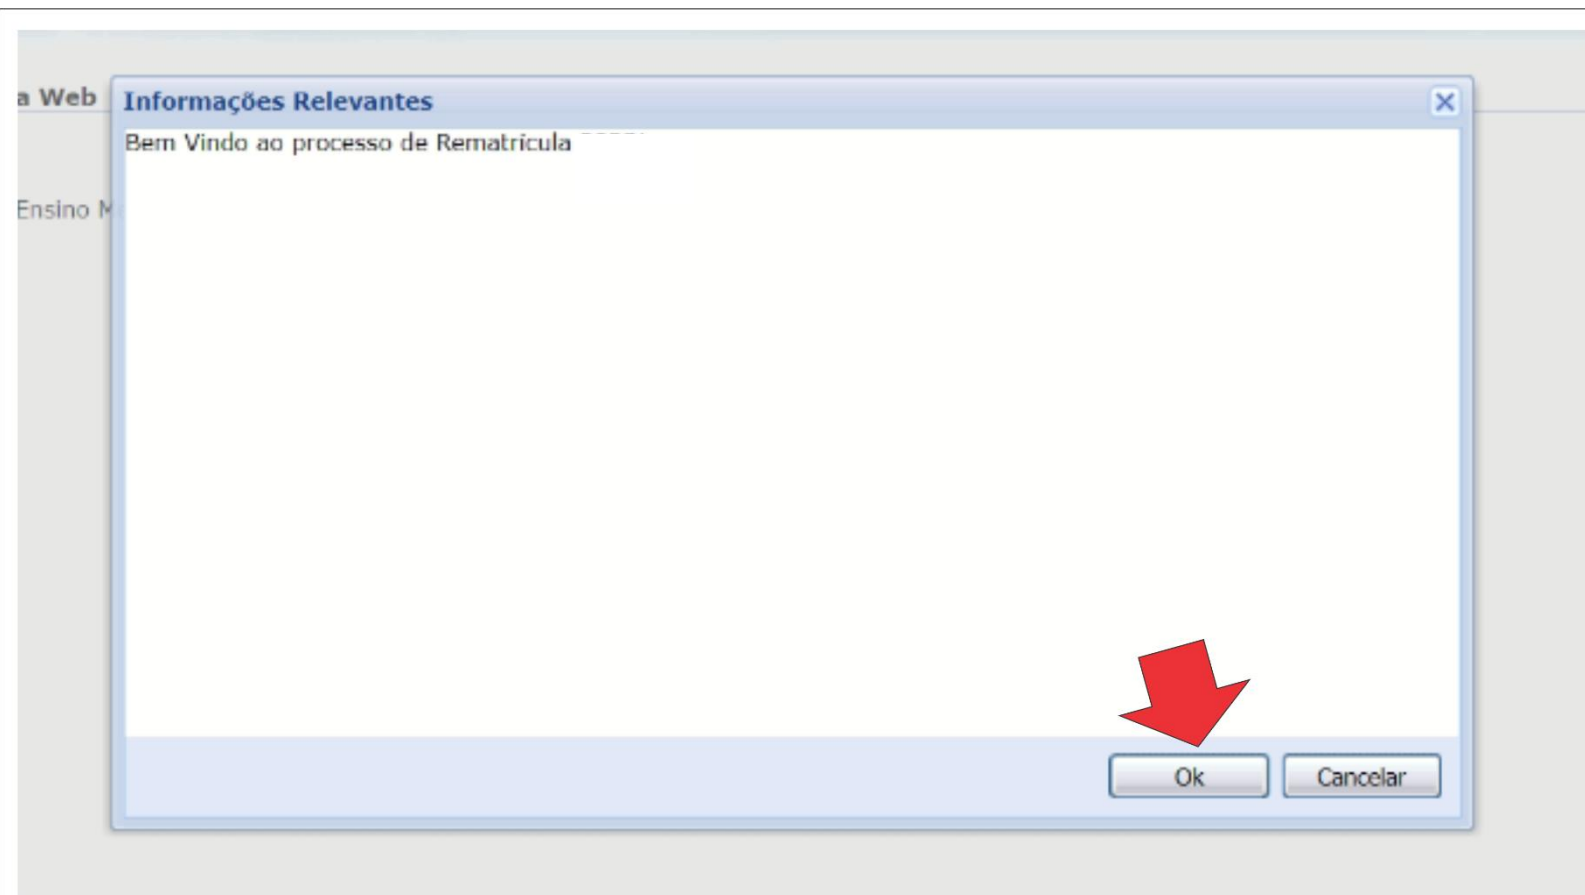 a Web
Informações Relevantes
Bem Vindo ao processo de Rematrícula
Ensino
Ok
Cancelar